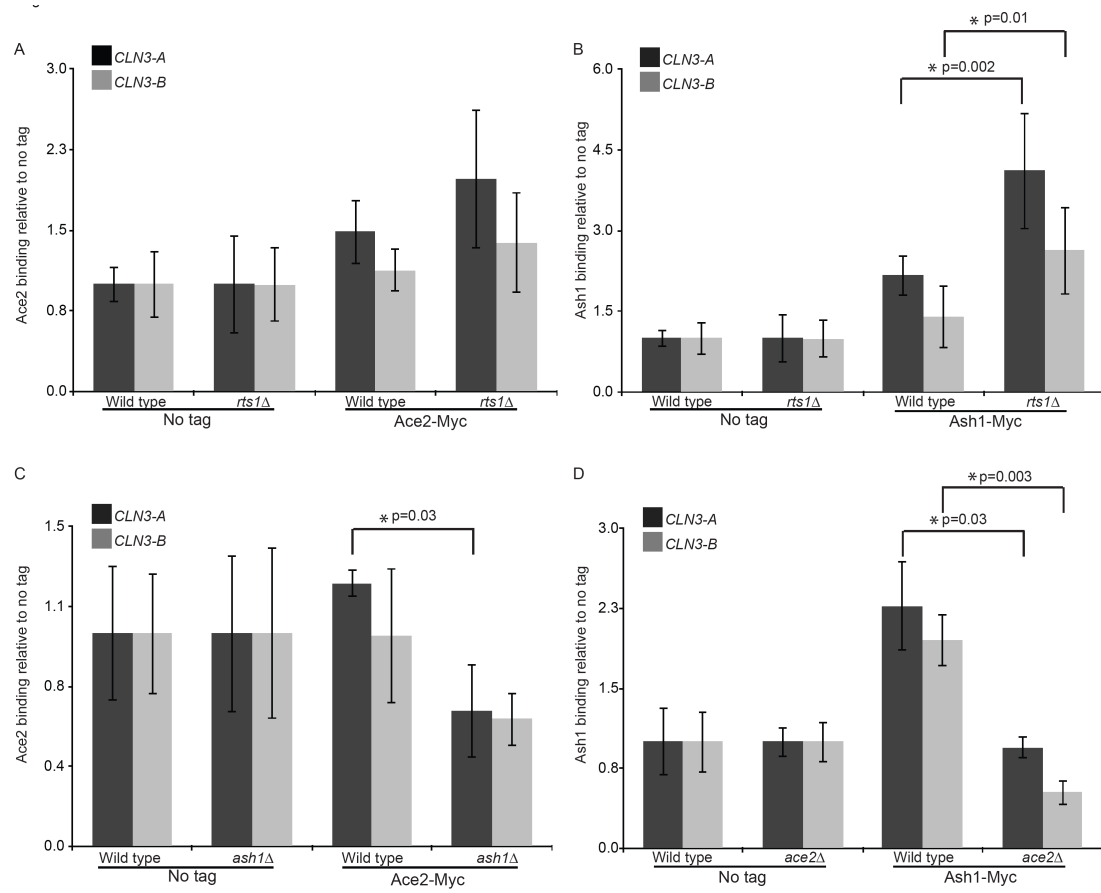 A
CLN3-A
CLN3-B
Ace2 binding relative to no tag
3.0
2.3
1.5
0.8
0.0
Wild type rts1Δ Wild type rts1Δ
No tag Ace2-Myc
B
CLN3-A
CLN3-B
* p=0.01
* p=0.002
Ash1 binding relative to no tag
6.0
4.5
3.0
1.5
0.0
Wild type rts1Δ Wild type rts1Δ
No tag Ash1-Myc
C
CLN3-A
CLN3-B
* p=0.03
Ace2 binding relative to no tag
1.5
1.1
0.8
0.4
0.0
Wild type ash1Δ Wild type ash1Δ
No tag Ace2-Myc
D
CLN3-A
CLN3-B
* p=0.003
* p=0.03
Ash1 binding relative to no tag
3.0
2.3
1.5
0.8
0.0
Wild type ace2Δ Wild type ace2Δ
No tag Ash1-Myc